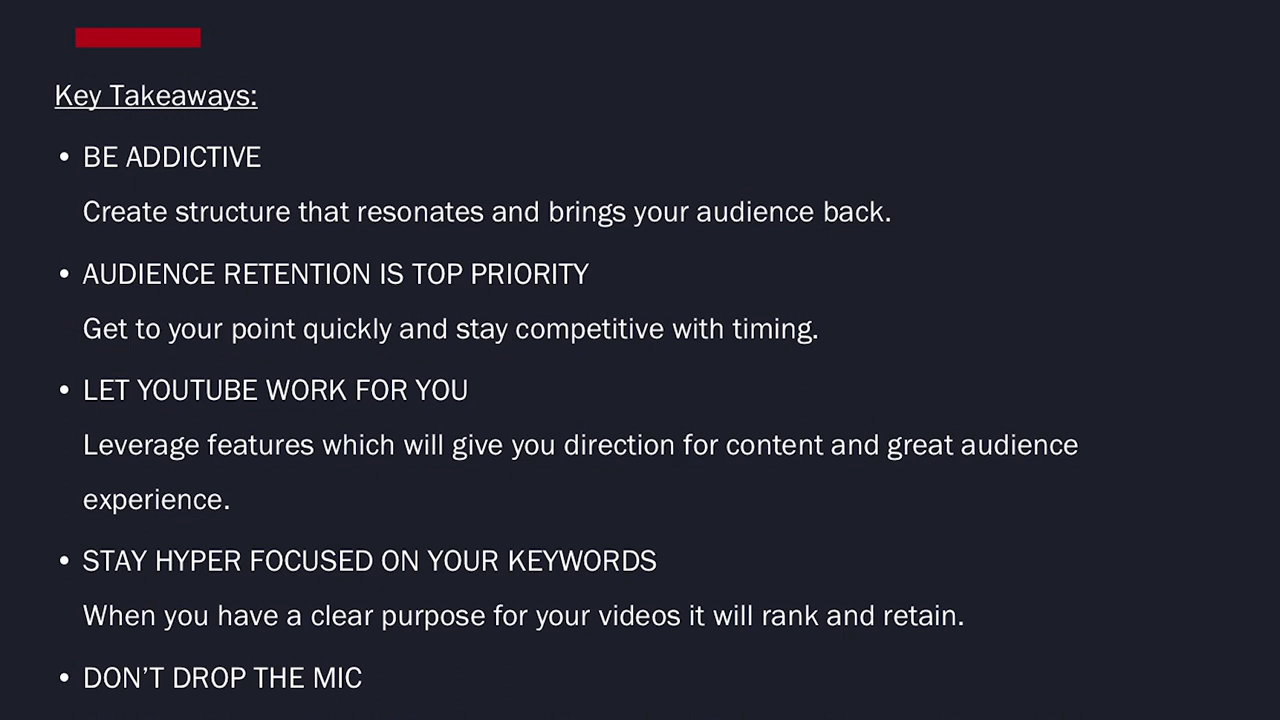 Key Takeaways:
• BE ADDICTIVE
Create structure that resonates and brings your audience back.
• AUDIENCE RETENTION IS TOP PRIORITY
Get to your point quickly and stay competitive with timing.
• LET YOUTUBE WORK FOR YOU
Leverage features which will give you direction for content and great audience
experience.
• STAY HYPER FOCUSED ON YOUR KEYWORDS
When you have a clear purpose for your videos it will rank and retain.
• DON’T DROP THE MIC